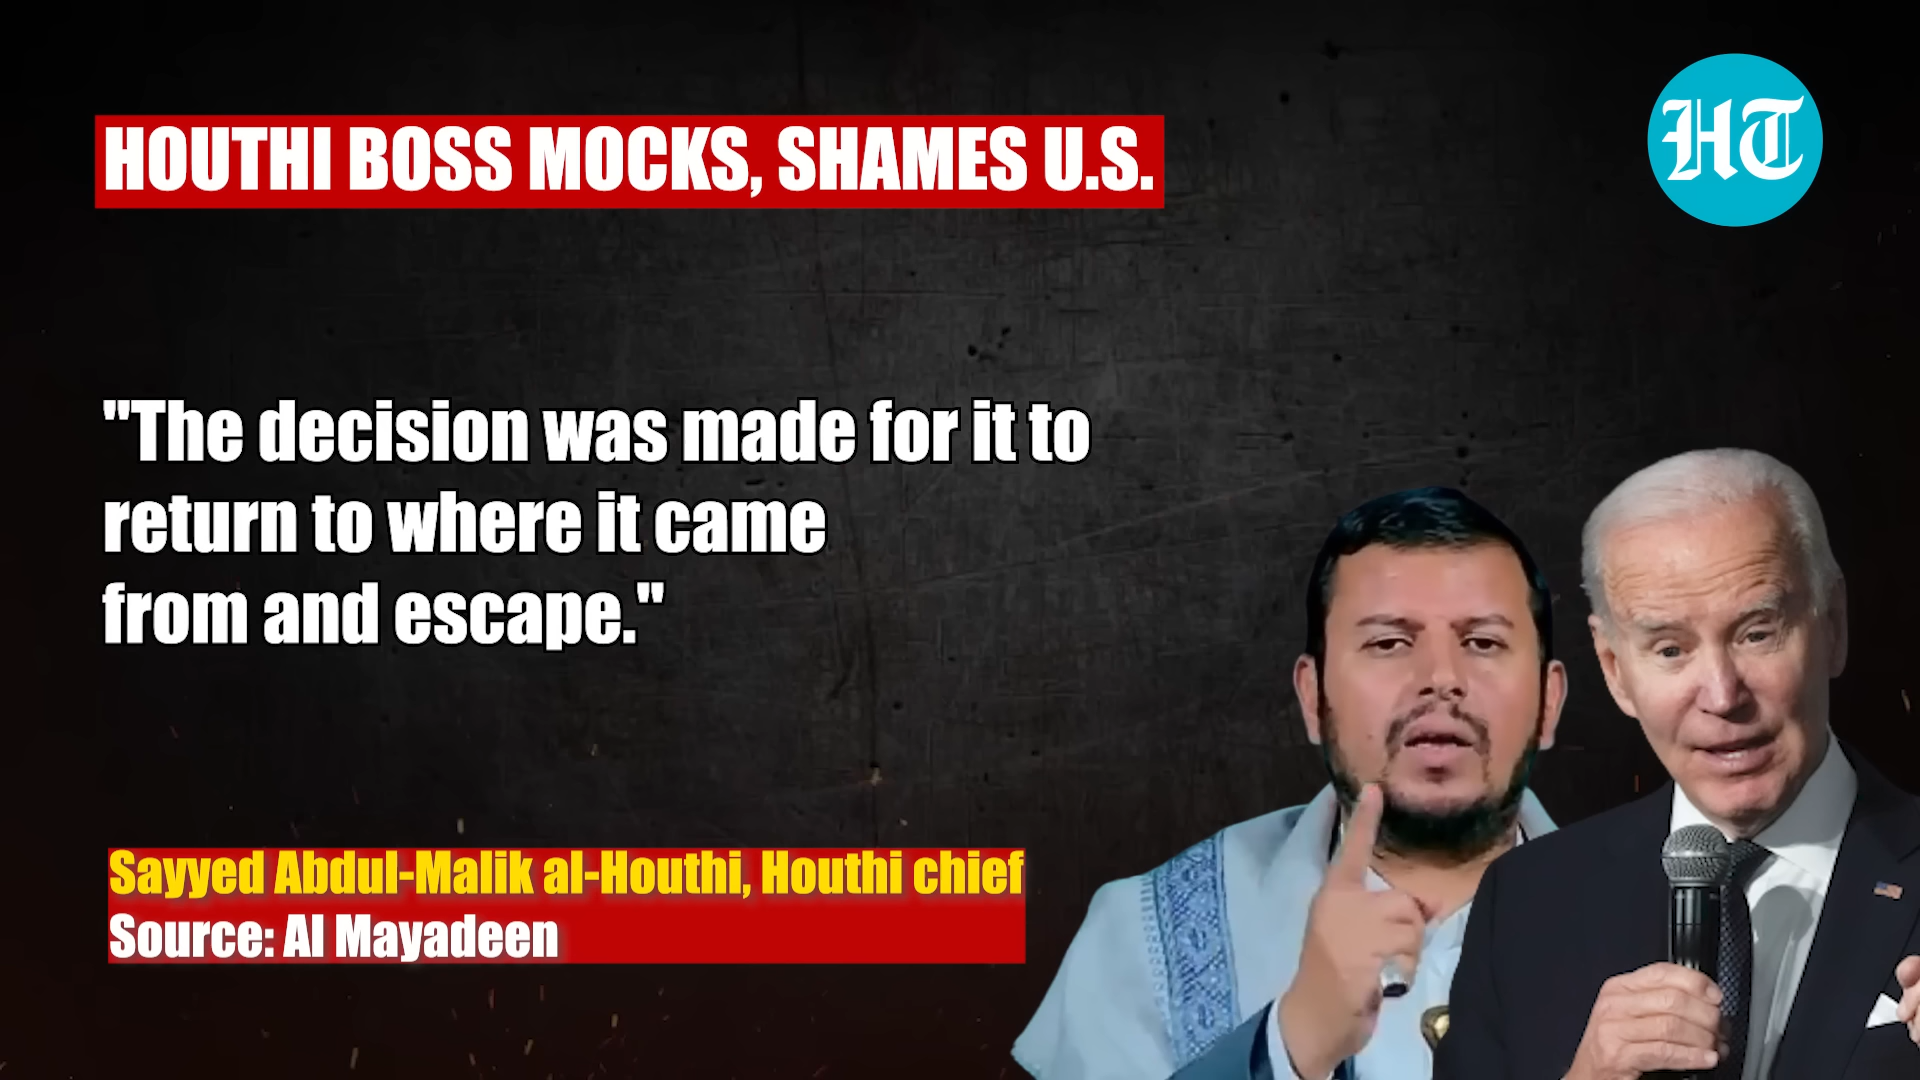 HOUTHI BOSS MOCKS, SHAMES U.S.
HT
"The decision was made for it to
return to where it came
from and escape."
Sayyed Abdul-Malik al-Houthi, Houthi chief
Source: Al Mayadeen